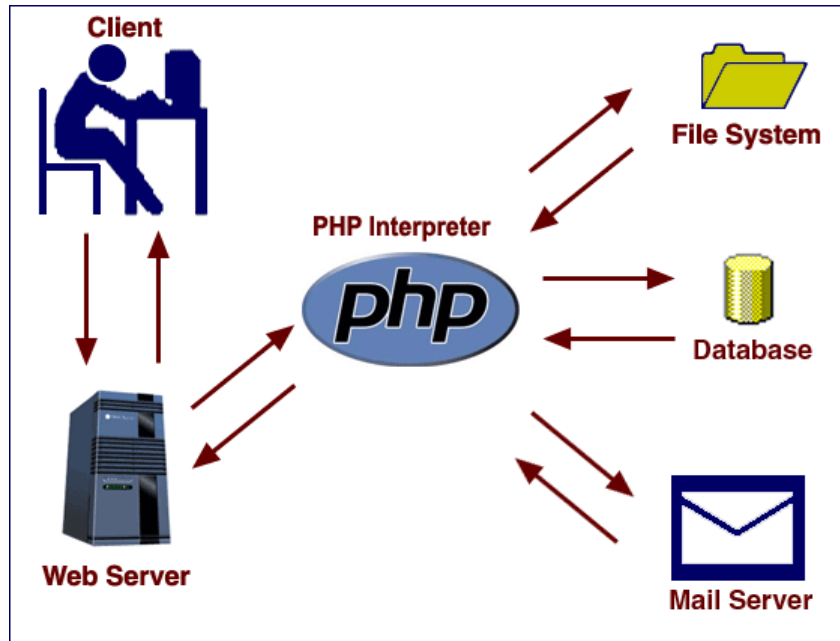 Client
File System
PHP Interpreter
php
Database
Web Server
Mail Server